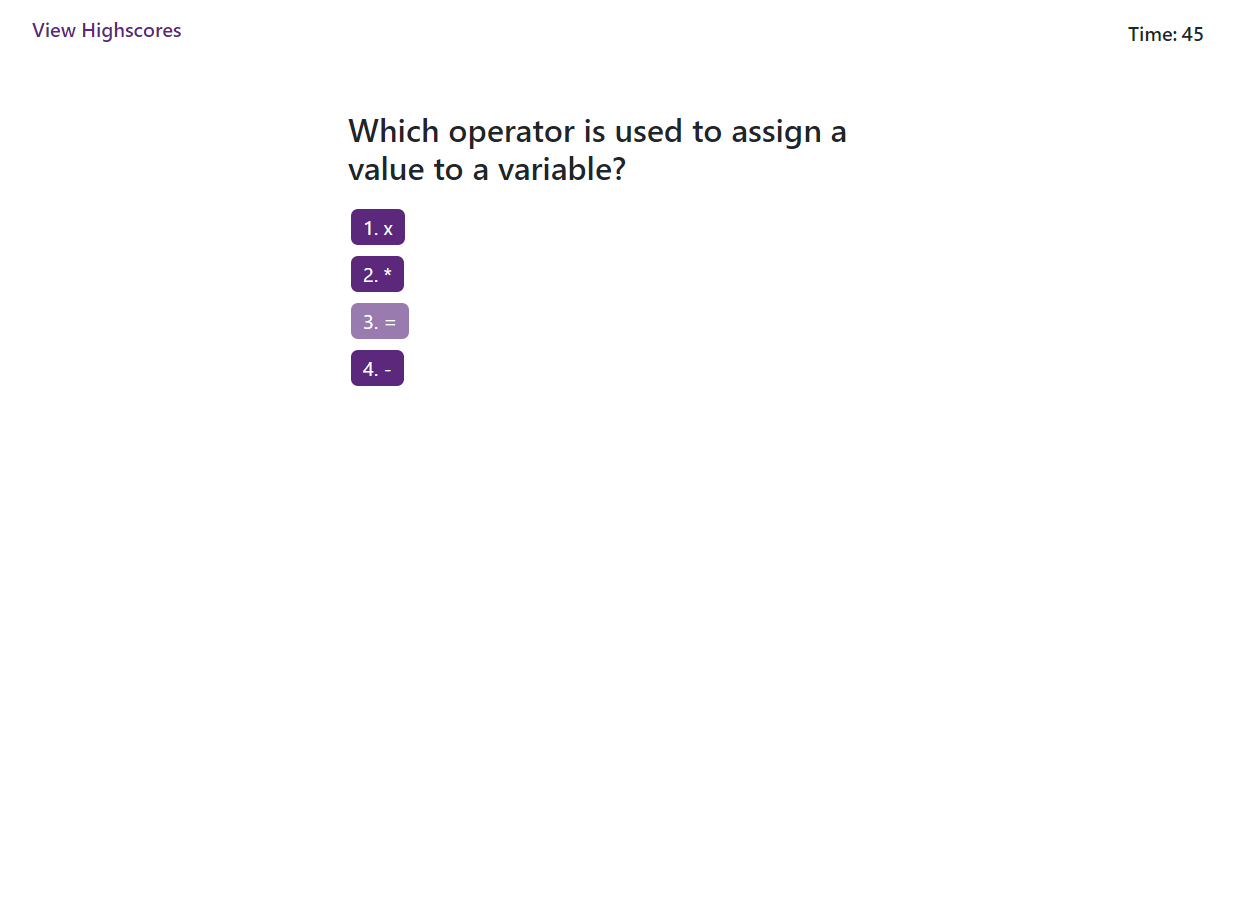 View Highscores
Time: 45
Which operator is used to assign a
value to a variable?
1. x
2. *
3. =
4. -